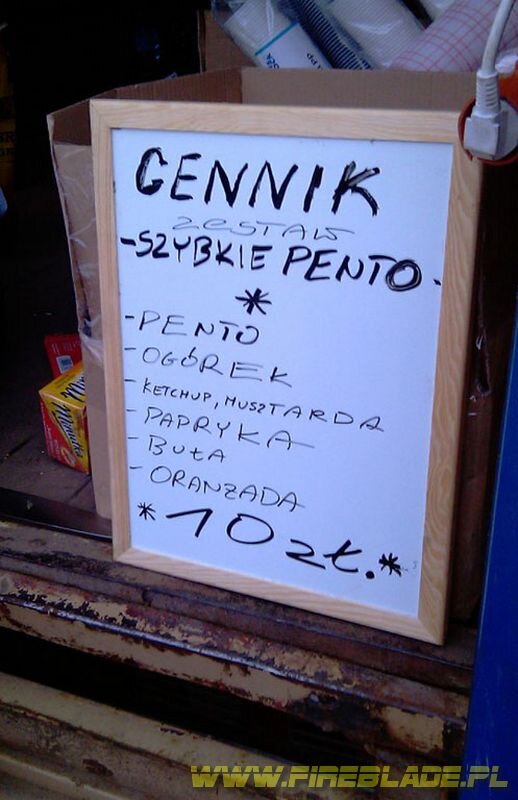 CENNIK
ZESTAW
-SZYBKIE PENTO-
*
-PENTO
-OGÓREK
-KETCHUP, MUSZTARDA
-PAPRYKA
-BUŁA
-ORANŻADA
*10 zł.*
WWW.FIREBLADE.PL